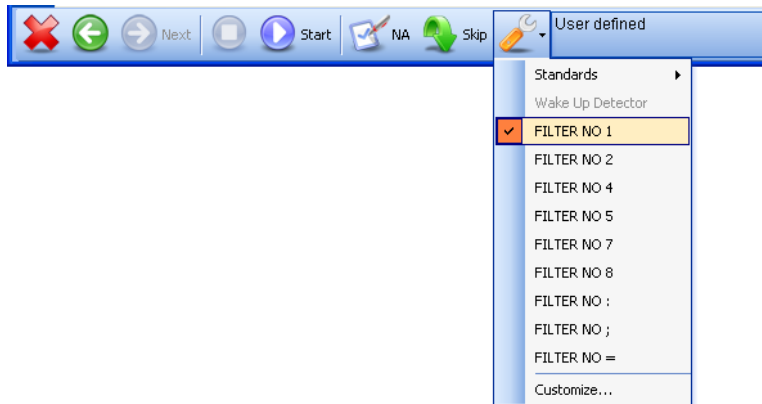 Next Start NA Skip User defined
Standards
Wake Up Detector
FILTER NO 1
FILTER NO 2
FILTER NO 4
FILTER NO 5
FILTER NO 7
FILTER NO 8
FILTER NO :
FILTER NO ;
FILTER NO =
Customize...